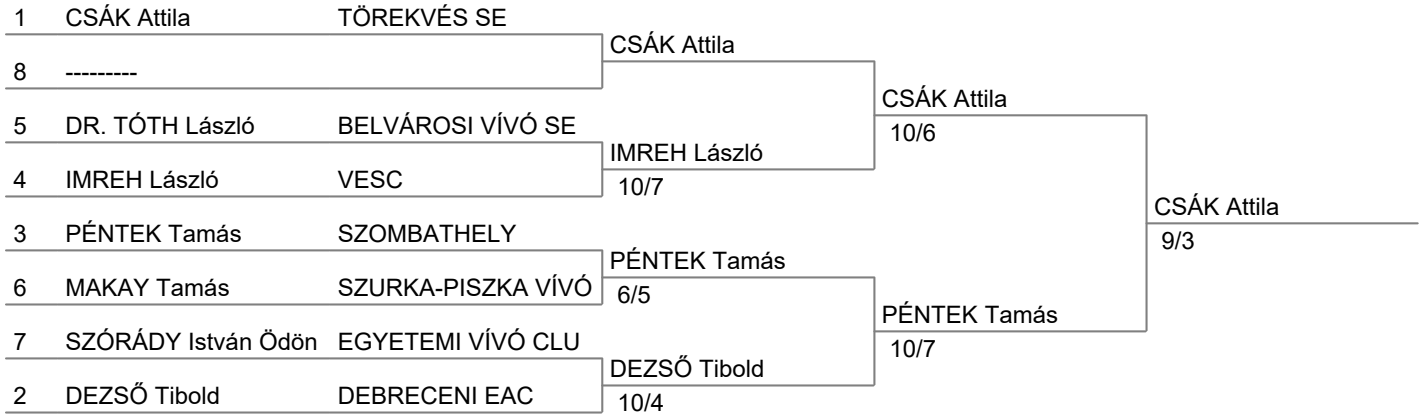 1 CSÁK Attila TÖREKVÉS SE
CSÁK Attila
8 ---------
CSÁK Attila
5 DR. TÓTH László BELVÁROSI VÍVÓ SE
10/6
IMREH László
4 IMREH László VESC
10/7
CSÁK Attila
3 PÉNTEK Tamás SZOMBATHELY
9/3
PÉNTEK Tamás
6 MAKAY Tamás SZURKA-PISZKA VÍVÓ
6/5
PÉNTEK Tamás
7 SZÓRÁDY István Ödön EGYETEMI VÍVÓ CLU
10/7
DEZSŐ Tibold
2 DEZSŐ Tibold DEBRECENI EAC
10/4